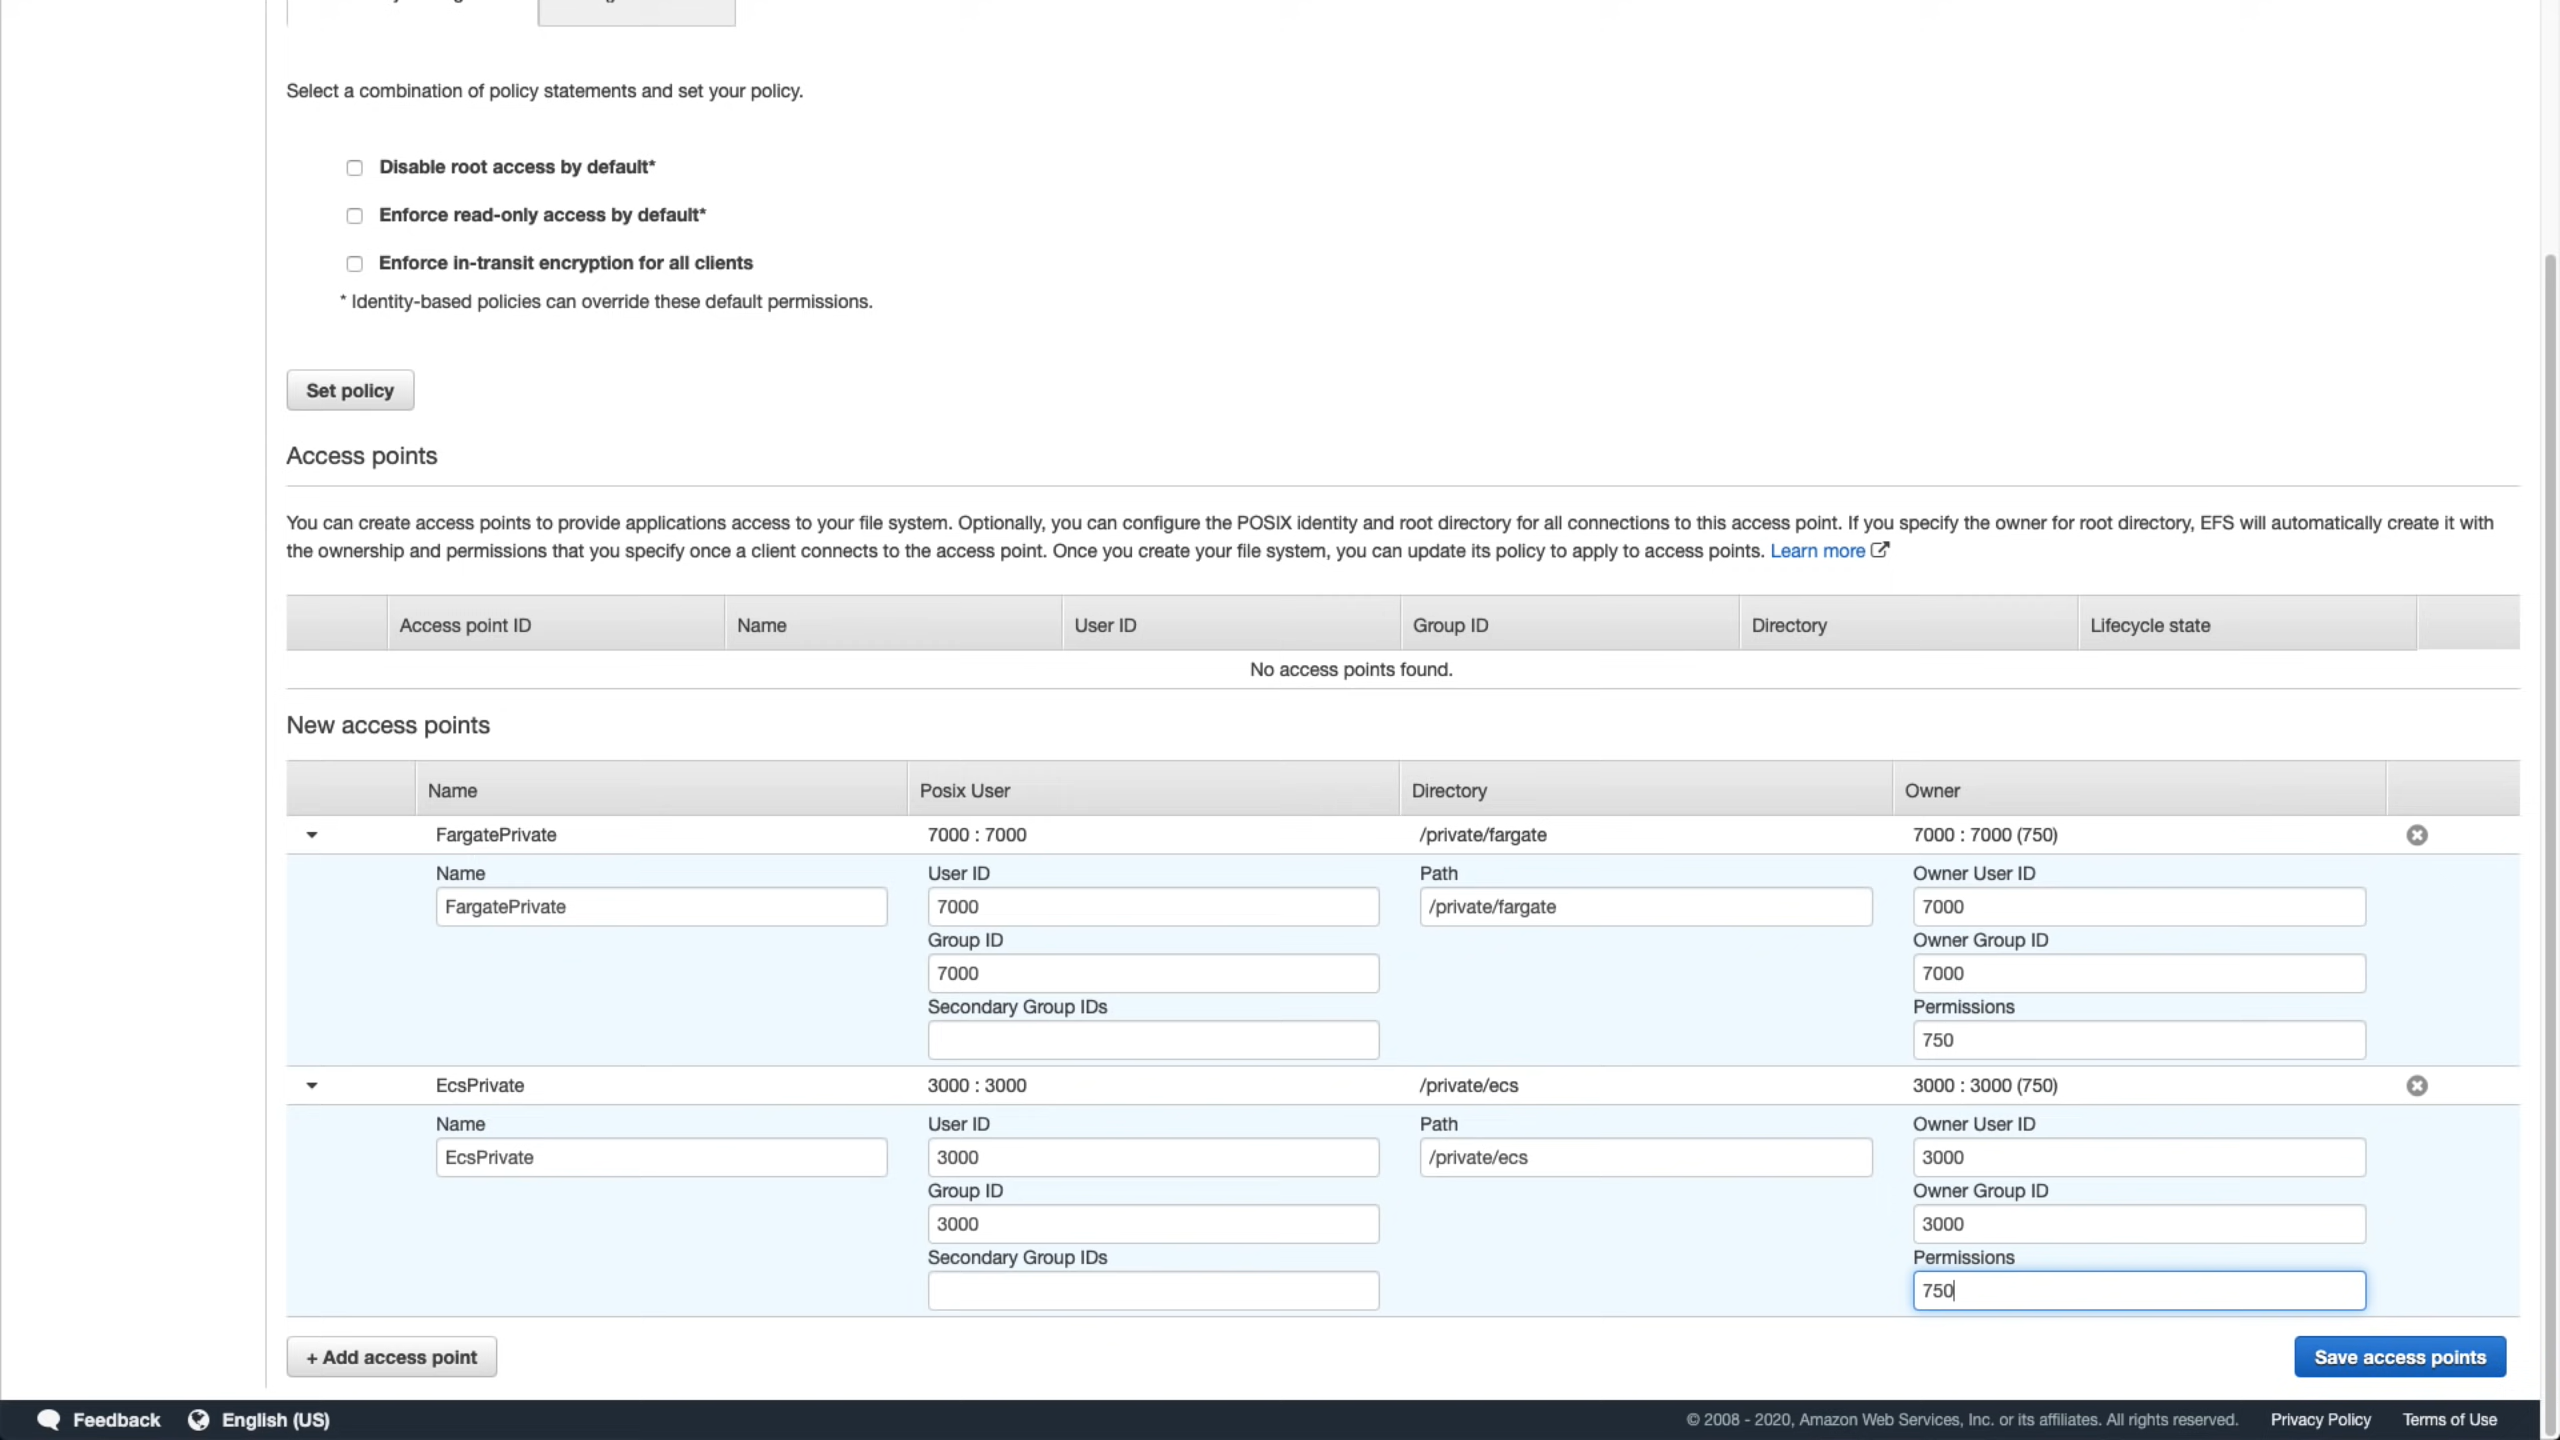 Select a combination of policy statements and set your policy.
Disable root access by default*
Enforce read-only access by default*
Enforce in-transit encryption for all clients
* Identity-based policies can override these default permissions.
Set policy
Access points
You can create access points to provide applications access to your file system. Optionally, you can configure the POSIX identity and root directory for all connections to this access point. If you specify the owner for root directory, EFS will automatically create it with
the ownership and permissions that you specify once a client connects to the access point. Once you create your file system, you can update its policy to apply to access points. Learn more
Access point ID Name User ID Group ID Directory Lifecycle state
No access points found.
New access points
Name Posix User Directory Owner
FargatePrivate 7000 : 7000 /private/fargate 7000 : 7000 (750)
Name User ID Path Owner User ID
FargatePrivate 7000 /private/fargate 7000
Group ID Owner Group ID
7000 7000
Secondary Group IDs Permissions
750
EcsPrivate 3000 : 3000 /private/ecs 3000 : 3000 (750)
Name User ID Path Owner User ID
EcsPrivate 3000 /private/ecs 3000
Group ID Owner Group ID
3000 3000
Secondary Group IDs Permissions
750
+ Add access point Save access points
Feedback English (US) © 2008 - 2020, Amazon Web Services, Inc. or its affiliates. All rights reserved. Privacy Policy Terms of Use